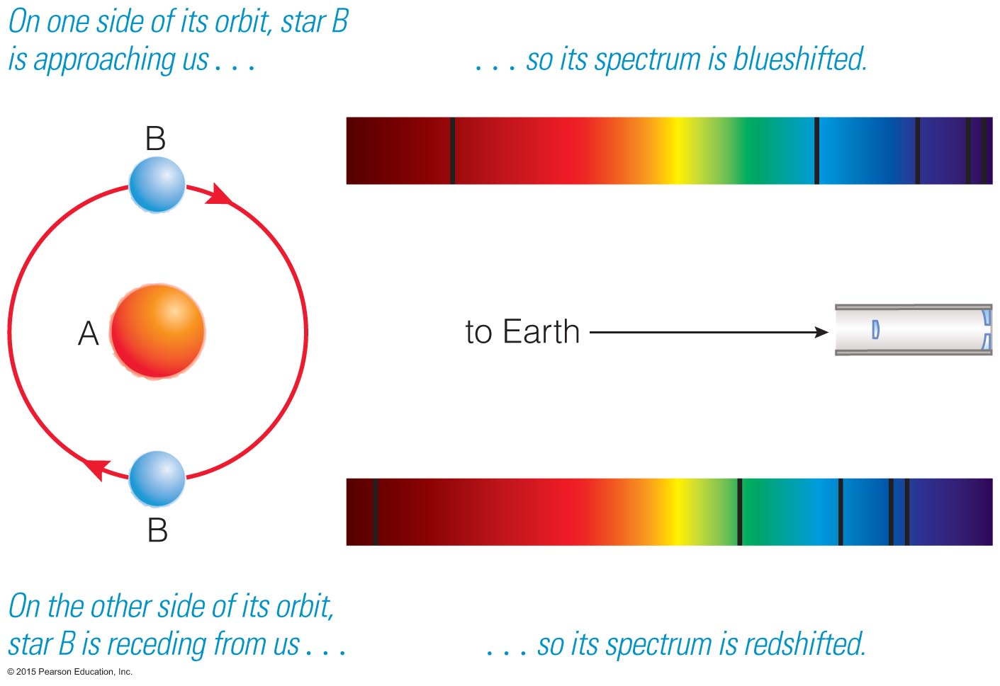 On one side of its orbit, star B
is approaching us . . .
. . . so its spectrum is blueshifted.
B
A
to Earth
B
On the other side of its orbit,
star B is receding from us . . .
. . . so its spectrum is redshifted.
© 2015 Pearson Education, Inc.